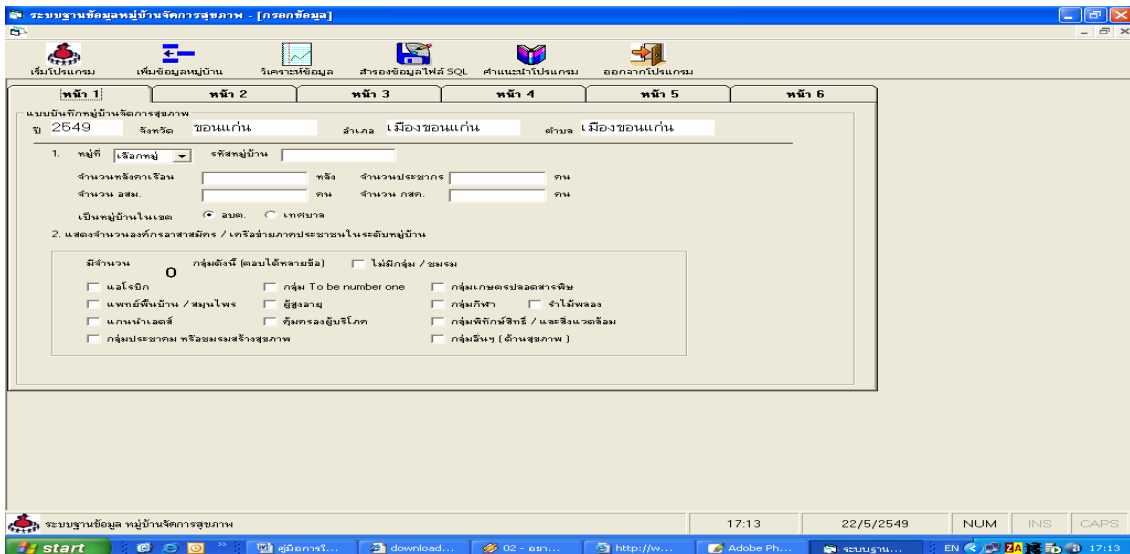 ระบบฐานข้อมูลหมู่บ้านจัดการสุขภาพ - [กรอกข้อมูล]
เริ่มโปรแกรม เพิ่มข้อมูลหมู่บ้าน วิเคราะห์ข้อมูล สำรองข้อมูลไฟล์ SQL คำแนะนำโปรแกรม ออกจากโปรแกรม
หน้า 1 หน้า 2 หน้า 3 หน้า 4 หน้า 5 หน้า 6
แบบบันทึกหมู่บ้านจัดการสุขภาพ
ปี 2549 จังหวัด ขอนแก่น อำเภอ เมืองขอนแก่น ตำบล เมืองขอนแก่น
1. หมู่ที่ เลือกหมู่ รหัสหมู่บ้าน
จำนวนหลังคาเรือน หลัง จำนวนประชากร คน
จำนวน อสม. คน จำนวน กสค. คน
เป็นหมู่บ้านในเขต อบต. เทศบาล
2. แสดงจำนวนองค์กรอาสาสมัคร / เครือข่ายภาคประชาชนในระดับหมู่บ้าน
มีจำนวน 0 กลุ่มดังนี้ (ตอบได้หลายข้อ) ไม่มีกลุ่ม / ชมรม
แอโรบิก กลุ่ม To be number one กลุ่มเกษตรปลอดสารพิษ
แพทย์พื้นบ้าน / สมุนไพร ผู้สูงอายุ กลุ่มกีฬา รำไม้พลอง
แกนนำเอดส์ คุ้มครองผู้บริโภค กลุ่มพิทักษ์สิทธิ์ / และสิ่งแวดล้อม
กลุ่มประชาคม หรือชมรมสร้างสุขภาพ กลุ่มอื่นๆ ( ด้านสุขภาพ )
ระบบฐานข้อมูล หมู่บ้านจัดการสุขภาพ 17:13 22/5/2549 NUM INS CAPS
start คู่มือการใ... download... 02 - http://w... Adobe Ph... ระบบฐาน... EN 17:13